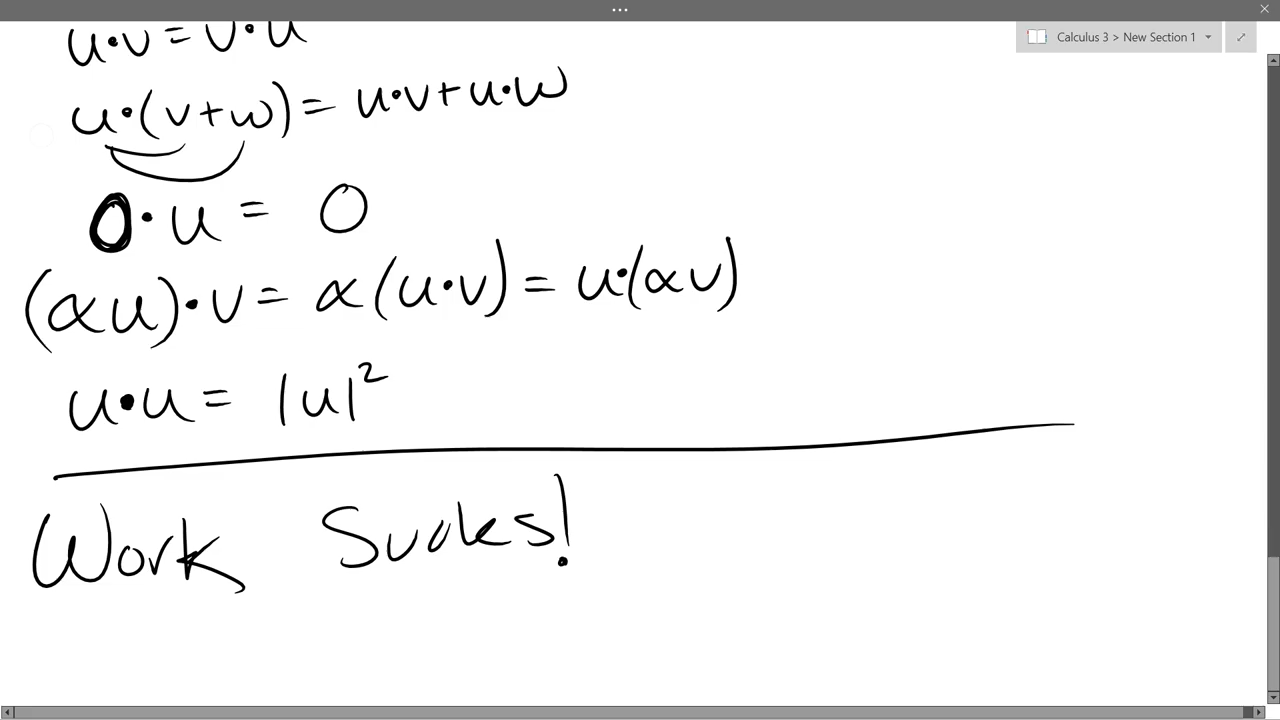 ...
Calculus 3 > New Section 1
u•v = v•u
u•(v+w) = u•v+u•w
0•u = 0
(αu)•v = α(u•v) = u•(αv)
u•u = |u|²
Work Sucks!